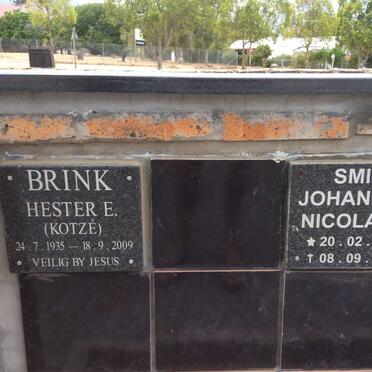 BRINK
HESTER E.
(KOTZÉ)
24 . 7 . 1935 — 18 . 9 . 2009
VEILIG BY JESUS
SMI
JOHAN
NICOLA
★ 20 . 02 .
✝ 08 . 09 .